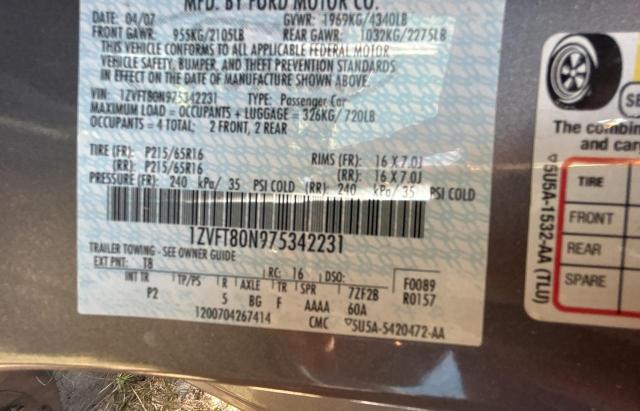 MFD. BY FORD MOTOR CO.
DATE: 04/07 GVWR: 1969KG/4340LB
FRONT GAWR: 955KG/2105LB REAR GAWR: 1032KG/2275LB
THIS VEHICLE CONFORMS TO ALL APPLICABLE FEDERAL MOTOR
VEHICLE SAFETY, BUMPER, AND THEFT PREVENTION STANDARDS
IN EFFECT ON THE DATE OF MANUFACTURE SHOWN ABOVE.
VIN: 1ZVFT80N975342231 TYPE: Passenger Car
MAXIMUM LOAD = OCCUPANTS + LUGGAGE = 326KG/720LB
OCCUPANTS = 4 TOTAL: 2 FRONT, 2 REAR
TIRE (FR): P215/65R16 RIMS (FR): 16 X 7.0J
(RR): P215/65R16 (RR): 16 X 7.0J
PRESSURE (FR): 240 kPa/ 35 PSI COLD (RR): 240 kPa/ 35 PSI COLD
1ZVFT80N975342231
TRAILER TOWING - SEE OWNER GUIDE
EXT PNT: T8 RC: 16 DSO: F0089
INT TR TP/PS R AXLE TR SPR 7ZF2B R0157
P2 5 BG F AAAA 60A
1200704267414 CMC ▽5U5A-5420472-AA
The
and
TIRE
FRONT
REAR
SPARE
▽5U5A-1532-AA (TLU)